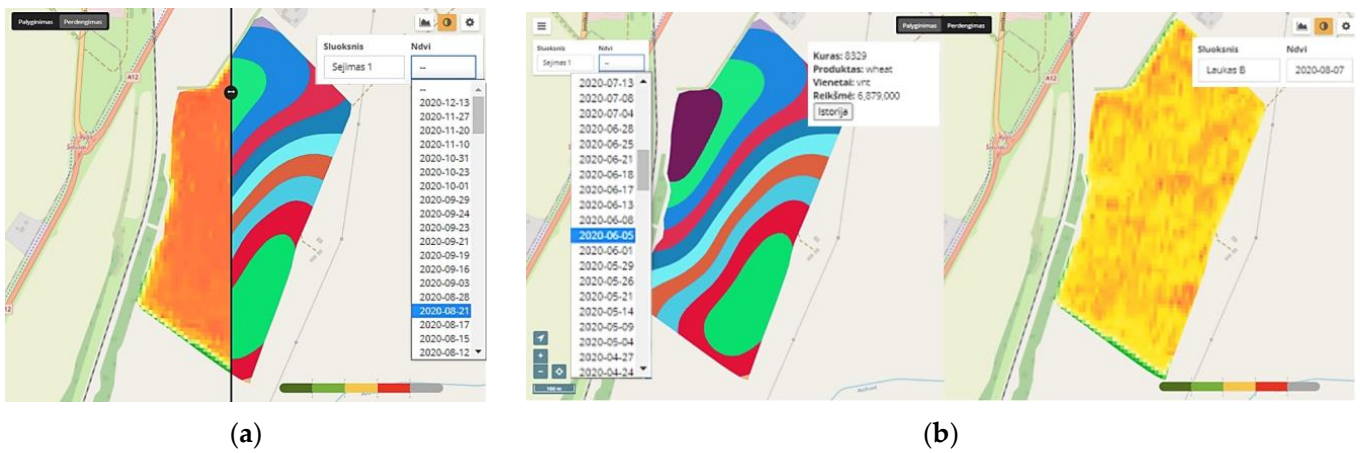 Palyginimas Perdengimas
A12
12
Sluoksnis Ndvi
Sejimas 1 --
--
2020-12-13
2020-11-27
2020-11-20
2020-11-10
2020-10-31
2020-10-23
2020-10-01
2020-09-29
2020-09-24
2020-09-23
2020-09-21
2020-09-19
2020-09-16
2020-09-03
2020-08-28
2020-08-21
2020-08-17
2020-08-15
2020-08-12
(a)
Sluoksnis Ndvi
Sejimas 1 --
2020-07-13
2020-07-08
2020-07-04
2020-06-28
2020-06-25
2020-06-21
2020-06-18
2020-06-17
2020-06-13
2020-06-08
2020-06-05
2020-06-01
2020-05-29
2020-05-26
2020-05-21
2020-05-14
2020-05-09
2020-05-04
2020-04-27
2020-04-24
+
−
100 m
Palyginimas Perdengimas
Kuras: 8329
Produktas: wheat
Vienetai: vnt
Reikšmė: 6,879,000
Istorija
A12
Sluoksnis Ndvi
Laukas B 2020-08-07
(b)